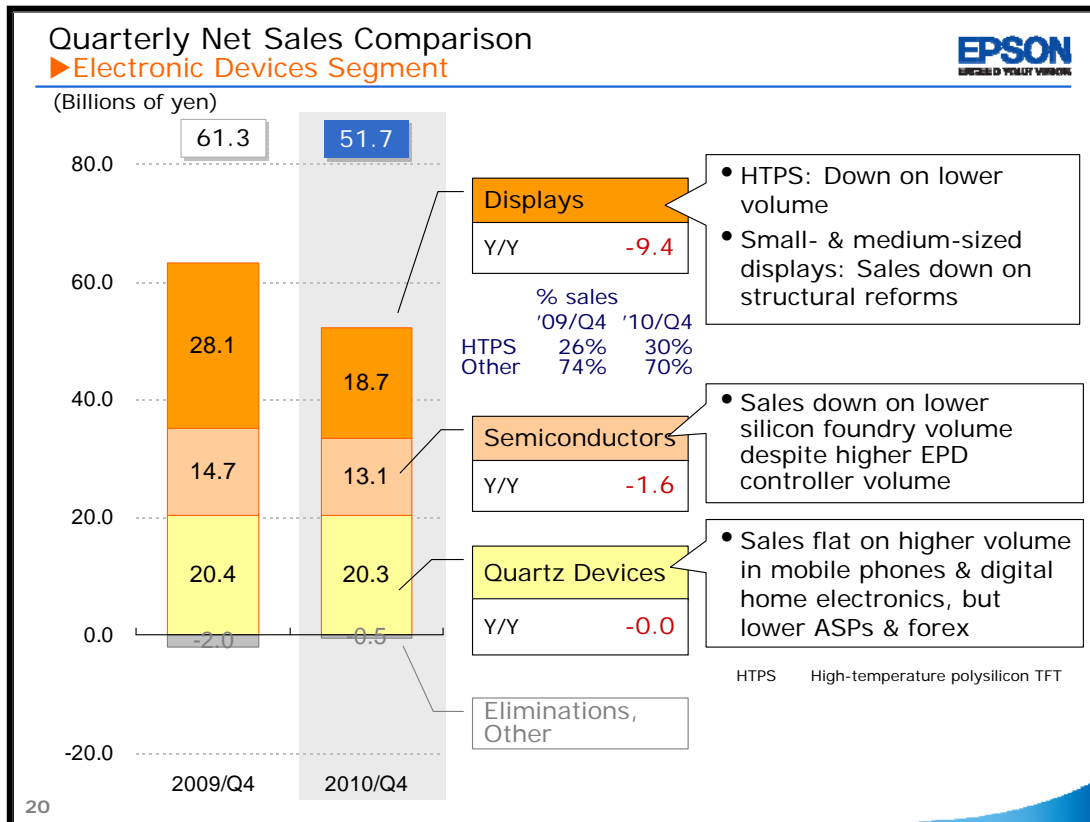 Quarterly Net Sales Comparison
▶Electronic Devices Segment
EPSON
EXCEED YOUR VISION
(Billions of yen)
61.3
51.7
80.0
60.0
40.0
20.0
0.0
-20.0
28.1
14.7
20.4
-2.0
18.7
13.1
20.3
-0.5
2009/Q4
2010/Q4
Displays
Y/Y -9.4
% sales
'09/Q4 '10/Q4
HTPS 26% 30%
Other 74% 70%
Semiconductors
Y/Y -1.6
Quartz Devices
Y/Y -0.0
Eliminations,
Other
• HTPS: Down on lower
volume
• Small- & medium-sized
displays: Sales down on
structural reforms
• Sales down on lower
silicon foundry volume
despite higher EPD
controller volume
• Sales flat on higher volume
in mobile phones & digital
home electronics, but
lower ASPs & forex
HTPS High-temperature polysilicon TFT
20